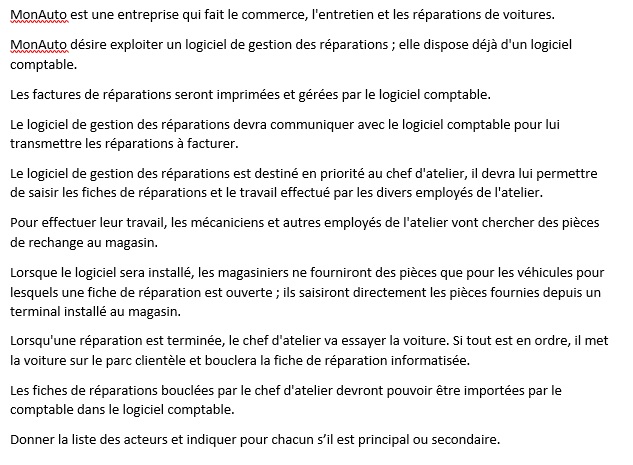 MonAuto est une entreprise qui fait le commerce, l'entretien et les réparations de voitures.
MonAuto désire exploiter un logiciel de gestion des réparations ; elle dispose déjà d'un logiciel
comptable.
Les factures de réparations seront imprimées et gérées par le logiciel comptable.
Le logiciel de gestion des réparations devra communiquer avec le logiciel comptable pour lui
transmettre les réparations à facturer.
Le logiciel de gestion des réparations est destiné en priorité au chef d'atelier, il devra lui permettre
de saisir les fiches de réparations et le travail effectué par les divers employés de l'atelier.
Pour effectuer leur travail, les mécaniciens et autres employés de l'atelier vont chercher des pièces
de rechange au magasin.
Lorsque le logiciel sera installé, les magasiniers ne fourniront des pièces que pour les véhicules pour
lesquels une fiche de réparation est ouverte ; ils saisiront directement les pièces fournies depuis un
terminal installé au magasin.
Lorsqu'une réparation est terminée, le chef d'atelier va essayer la voiture. Si tout est en ordre, il met
la voiture sur le parc clientèle et bouclera la fiche de réparation informatisée.
Les fiches de réparations bouclées par le chef d'atelier devront pouvoir être importées par le
comptable dans le logiciel comptable.
Donner la liste des acteurs et indiquer pour chacun s’il est principal ou secondaire.